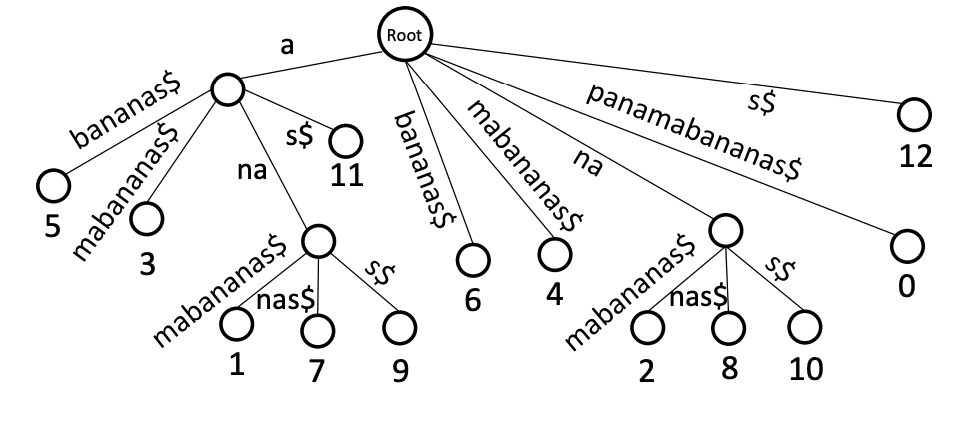 Root
a
s$
bananas$
mabananas$
na
s$
11
bananas$
mabananas$
na
panamabananas$
12
5
3
6
4
0
mabananas$
nas$
s$
mabananas$
nas$
s$
1
7
9
2
8
10